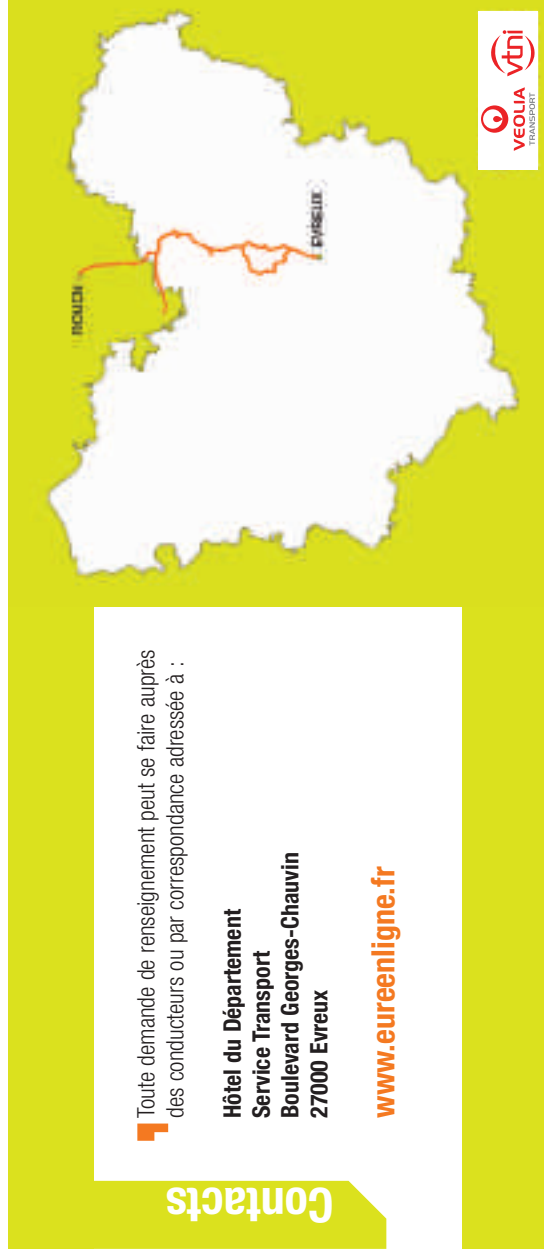 Contacts
Toute demande de renseignement peut se faire auprès
des conducteurs ou par correspondance adressée à :
Hôtel du Département
Service Transport
Boulevard Georges-Chauvin
27000 Evreux
www.eureenligne.fr
ROUEN
EVREUX
VEOLIA
TRANSPORT
vtni